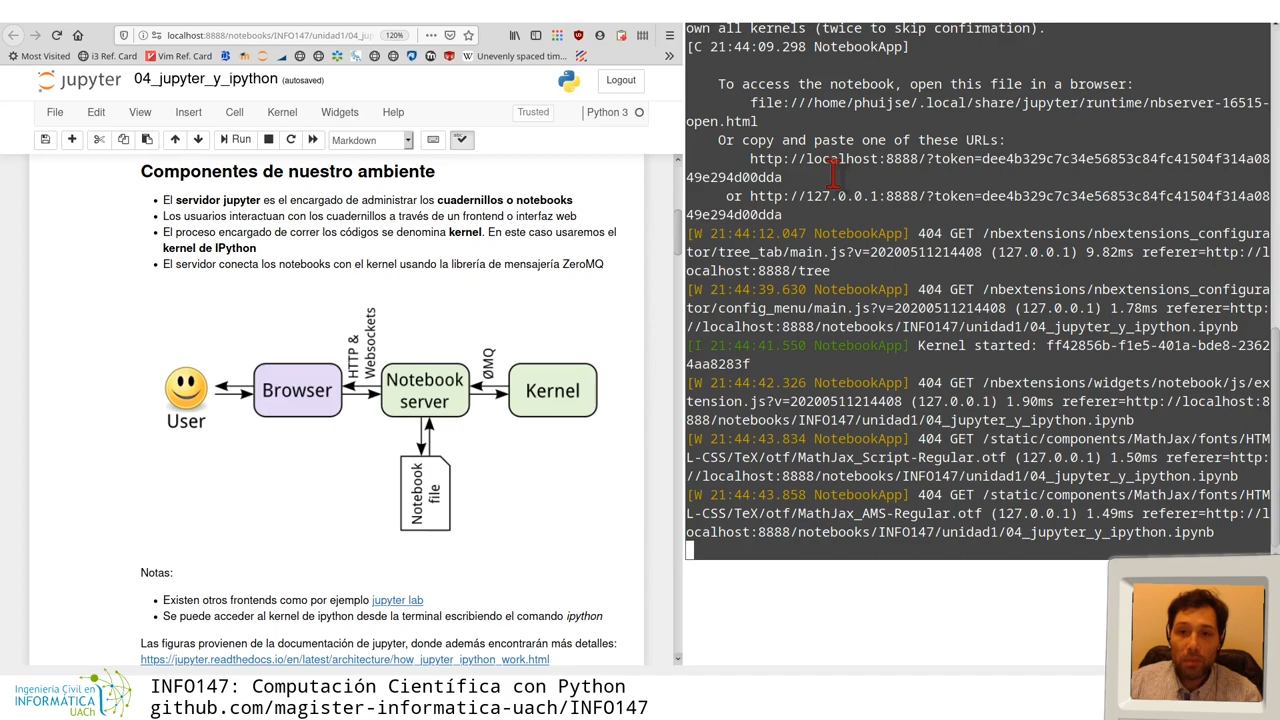 localhost:8888/notebooks/INFO147/unidad1/04_ju
120%
Most Visited
i3 Ref. Card
Vim Ref. Card
W Unevenly spaced tim…
jupyter 04_jupyter_y_ipython (autosaved)
Logout
File Edit View Insert Cell Kernel Widgets Help
Trusted
Python 3
Run
Markdown
Componentes de nuestro ambiente
• El servidor jupyter es el encargado de administrar los cuadernillos o notebooks
• Los usuarios interactuan con los cuadernillos a través de un frontend o interfaz web
• El proceso encargado de correr los códigos se denomina kernel. En este caso usaremos el
kernel de IPython
• El servidor conecta los notebooks con el kernel usando la librería de mensajería ZeroMQ
User
Browser
HTTP &
Websockets
Notebook
server
ØMQ
Kernel
Notebook
file
Notas:
• Existen otros frontends como por ejemplo jupyter lab
• Se puede acceder al kernel de ipython desde la terminal escribiendo el comando ipython
Las figuras provienen de la documentación de jupyter, donde además encontrarán más detalles:
https://jupyter.readthedocs.io/en/latest/architecture/how_jupyter_ipython_work.html
own all kernels (twice to skip confirmation).
[C 21:44:09.298 NotebookApp]
To access the notebook, open this file in a browser:
file:///home/phuijse/.local/share/jupyter/runtime/nbserver-16515-
open.html
Or copy and paste one of these URLs:
http://localhost:8888/?token=dee4b329c7c34e56853c84fc41504f314a08
49e294d00dda
or http://127.0.0.1:8888/?token=dee4b329c7c34e56853c84fc41504f314a08
49e294d00dda
[W 21:44:12.047 NotebookApp] 404 GET /nbextensions/nbextensions_configura
tor/tree_tab/main.js?v=20200511214408 (127.0.0.1) 9.82ms referer=http://l
ocalhost:8888/tree
[W 21:44:39.630 NotebookApp] 404 GET /nbextensions/nbextensions_configura
tor/config_menu/main.js?v=20200511214408 (127.0.0.1) 1.78ms referer=http:
//localhost:8888/notebooks/INFO147/unidad1/04_jupyter_y_ipython.ipynb
[I 21:44:41.550 NotebookApp] Kernel started: ff42856b-f1e5-401a-bde8-2362
4aa8283f
[W 21:44:42.326 NotebookApp] 404 GET /nbextensions/widgets/notebook/js/ex
tension.js?v=20200511214408 (127.0.0.1) 1.90ms referer=http://localhost:8
888/notebooks/INFO147/unidad1/04_jupyter_y_ipython.ipynb
[W 21:44:43.834 NotebookApp] 404 GET /static/components/MathJax/fonts/HTM
L-CSS/TeX/otf/MathJax_Script-Regular.otf (127.0.0.1) 1.50ms referer=http:
//localhost:8888/notebooks/INFO147/unidad1/04_jupyter_y_ipython.ipynb
[W 21:44:43.858 NotebookApp] 404 GET /static/components/MathJax/fonts/HTM
L-CSS/TeX/otf/MathJax_AMS-Regular.otf (127.0.0.1) 1.49ms referer=http://l
ocalhost:8888/notebooks/INFO147/unidad1/04_jupyter_y_ipython.ipynb
Ingeniería Civil en
INFORMÁTICA
UACh
INFO147: Computación Científica con Python
github.com/magister-informatica-uach/INFO147